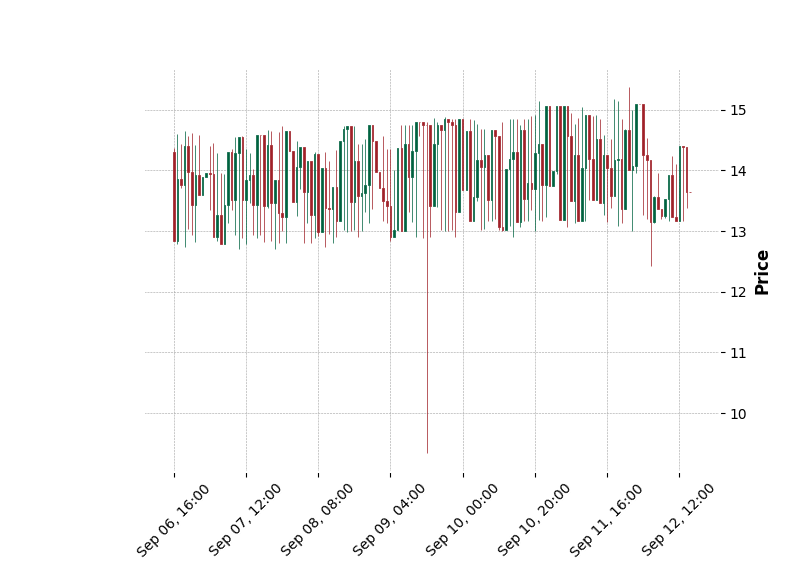 15
14
13
12
11
10
Price
Sep 06, 16:00
Sep 07, 12:00
Sep 08, 08:00
Sep 09, 04:00
Sep 10, 00:00
Sep 10, 20:00
Sep 11, 16:00
Sep 12, 12:00